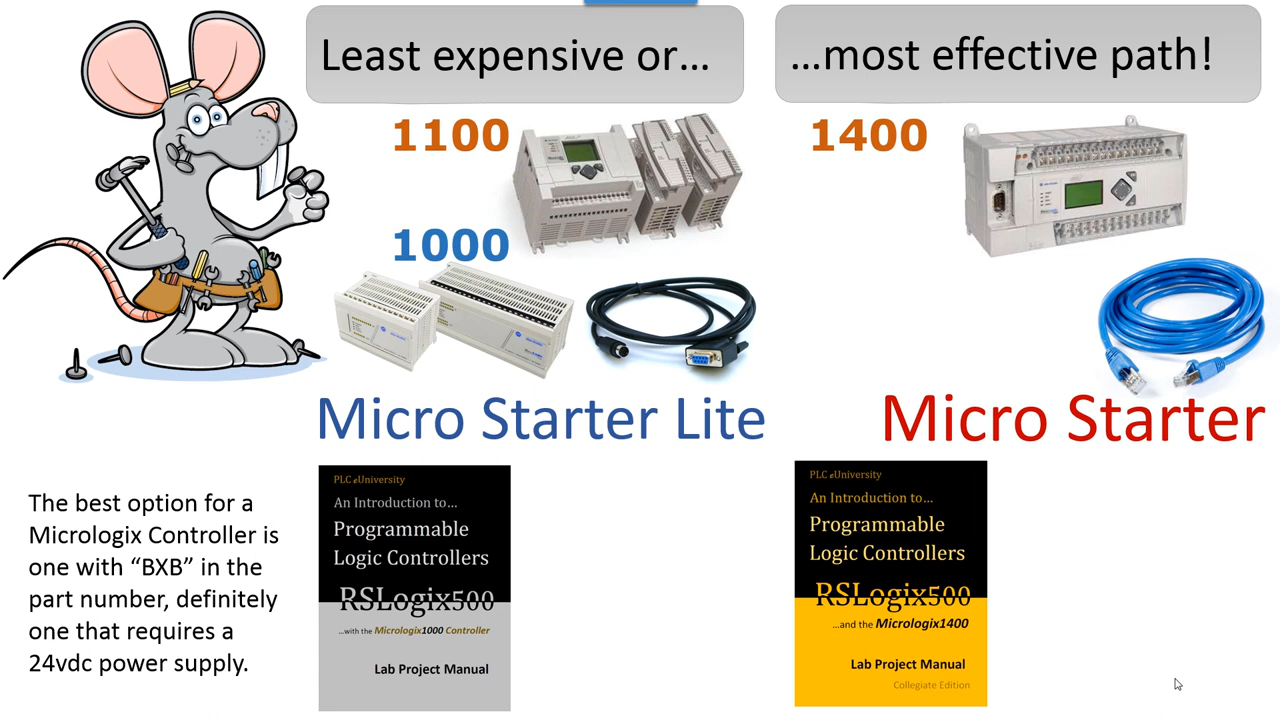 Least expensive or...
...most effective path!
1100
1000
1400
Micro Starter Lite
Micro Starter
The best option for a
Micrologix Controller is
one with “BXB” in the
part number, definitely
one that requires a
24vdc power supply.
PLC eUniversity
An Introduction to...
Programmable
Logic Controllers
RSLogix500
...with the Micrologix1000 Controller
Lab Project Manual
PLC eUniversity
An Introduction to...
Programmable
Logic Controllers
RSLogix500
...and the Micrologix1400
Lab Project Manual
Collegiate Edition